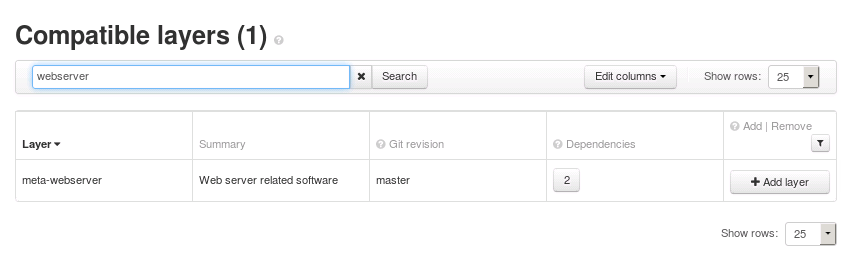 Compatible layers (1)
webserver Search Edit columns Show rows: 25
Layer Summary Git revision Dependencies Add | Remove
meta-webserver Web server related software master 2 Add layer
Show rows: 25